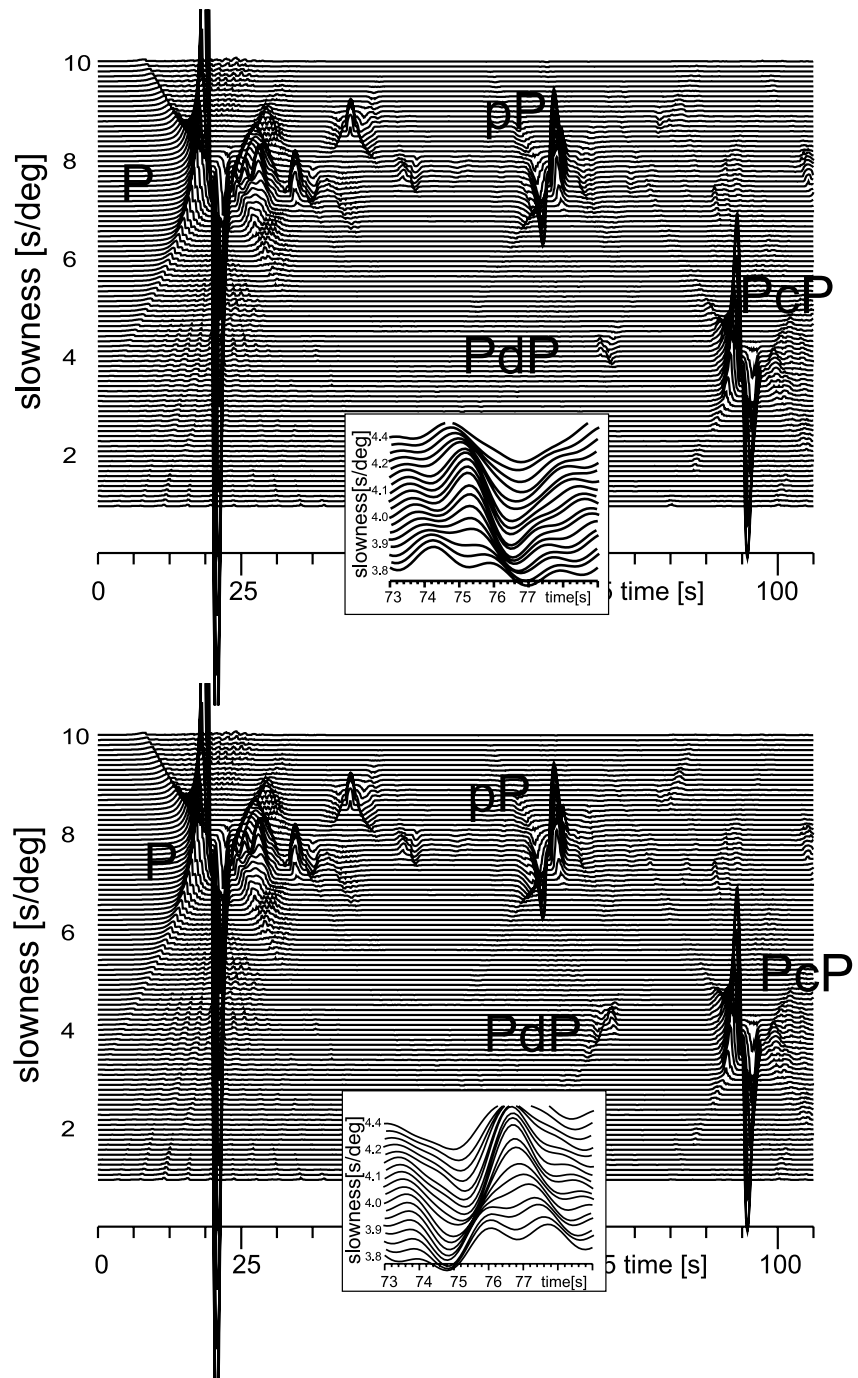 10
pP
8
P
slowness [s/deg]
6
PcP
PdP
4
2
slowness[s/deg]
4.4
4.2
4.1
4.0
3.9
3.8
73 74 75 76 77 time[s]
0 25 5 time [s] 100
10
pP
8
P
slowness [s/deg]
6
PcP
PdP
4
2
slowness[s/deg]
4.4
4.2
4.1
4.0
3.9
3.8
73 74 75 76 77 time[s]
0 25 5 time [s] 100